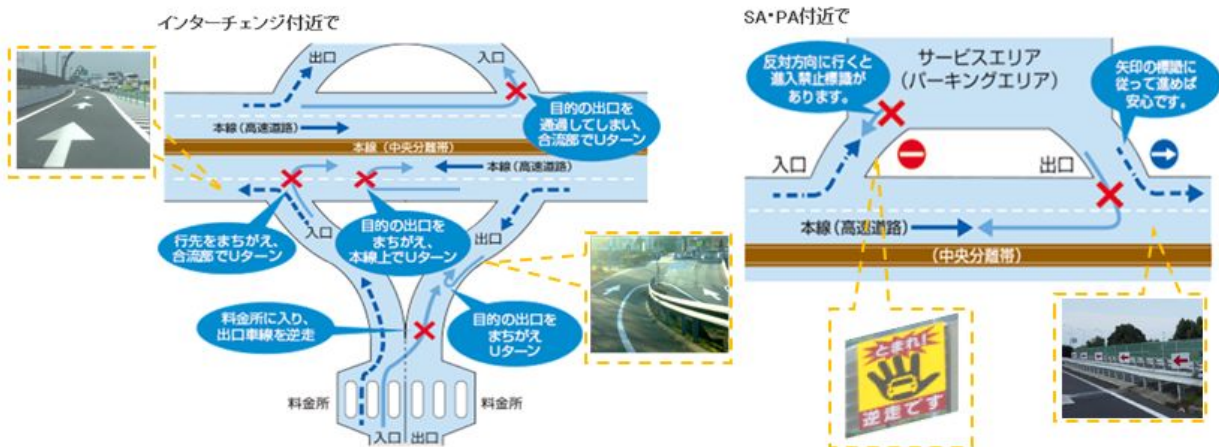 インターチェンジ付近で
出口
入口
目的の出口を
通過してしまい、
合流部でUターン
本線(高速道路)
本線(中央分離帯)
本線(高速道路)
行先をまちがえ、
合流部でUターン
入口
目的の出口を
まちがえ、
本線上でUターン
出口
料金所に入り、
出口車線を逆走
目的の出口を
まちがえ
Uターン
料金所
料金所
入口
出口
SA・PA付近で
反対方向に行くと
進入禁止標識が
あります。
サービスエリア
(パーキングエリア)
矢印の標識に
従って進めば
安心です。
入口
出口
本線(高速道路)
(中央分離帯)
とまれ!
逆走です